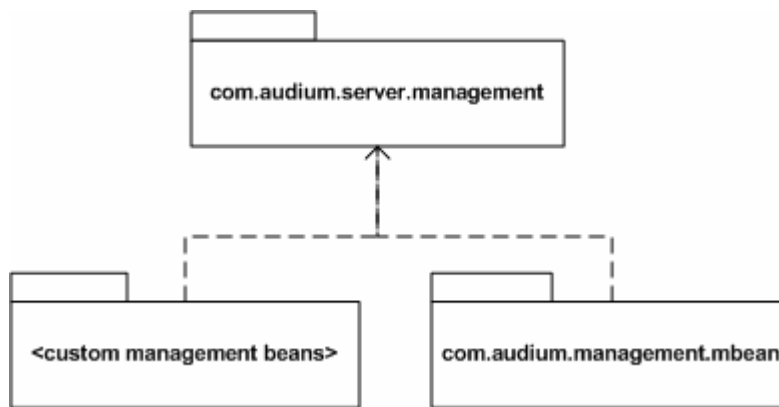 com.audium.server.management
<custom management beans>
com.audium.management.mbean